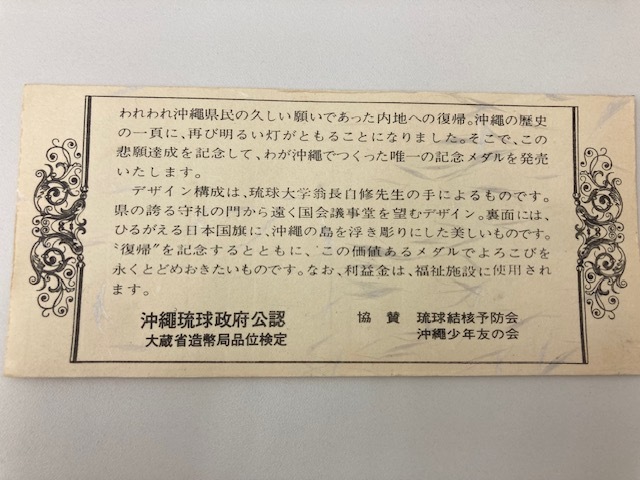 われわれ沖繩県民の久しい願いであった内地への復帰。沖繩の歴史
の一頁に、再び明るい灯がともることになりました。そこで、この
悲願達成を記念して、わが沖繩でつくった唯一の記念メダルを発売
いたします。
デザイン構成は、琉球大学翁長自修先生の手によるものです。
県の誇る守礼の門から遠く国会議事堂を望むデザイン。裏面には、
ひるがえる日本国旗に、沖繩の島を浮き彫りにした美しいものです。
〝復帰〟を記念するとともに、この価値あるメダルでよろこびを
永くとどめおきたいものです。なお、利益金は、福祉施設に使用され
ます。
沖繩琉球政府公認
大蔵省造幣局品位検定
協賛 琉球結核予防会
沖繩少年友の会